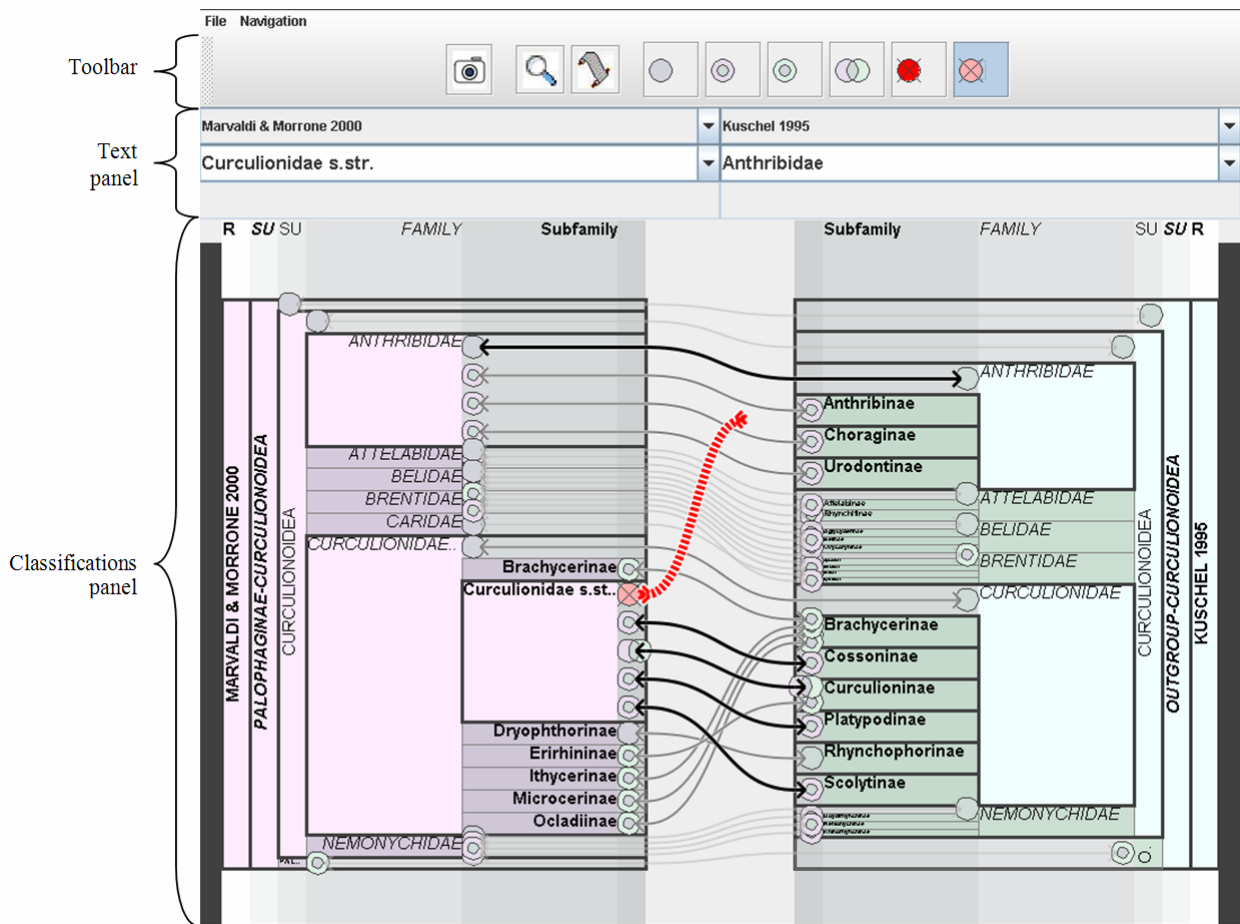 File Navigation
Toolbar
Marvaldi & Morrone 2000 Kuschel 1995
Text
panel
Curculionidae s.str. Anthribidae
R SU SU FAMILY Subfamily Subfamily FAMILY SU SU R
ANTHRIBIDAE
ANTHRIBIDAE
Anthribinae
Choraginae
ATTELABIDAE
Urodontinae
BELIDAE
BRENTIDAE
ATTELABIDAE
Attelabinae
Rhynchitinae
CARIDAE
BELIDAE
CURCULIONIDAE..
BRENTIDAE
Classifications
panel
Brachycerinae
Curculionidae s.st..
CURCULIONIDAE
Brachycerinae
Cossoninae
Curculioninae
Platypodinae
Dryophthorinae
Rhynchophorinae
Erirhininae
Ithycerinae
Scolytinae
Microcerinae
Ocladiinae
NEMONYCHIDAE
NEMONYCHIDAE
PAL..
O
MARVALDI & MORRONE 2000
PALOPHAGINAE-CURCULIONOIDEA
CURCULIONOIDEA
CURCULIONOIDEA
OUTGROUP-CURCULIONOIDEA
KUSCHEL 1995